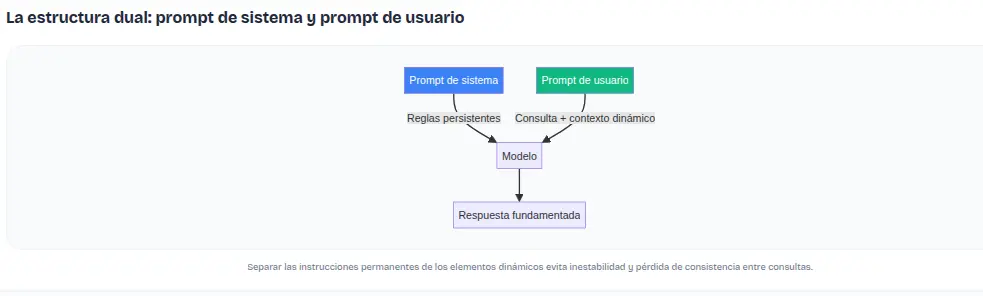 La estructura dual: prompt de sistema y prompt de usuario
Prompt de sistema
Prompt de usuario
Reglas persistentes
Consulta + contexto dinámico
Modelo
Respuesta fundamentada
Separar las instrucciones permanentes de los elementos dinámicos evita inestabilidad y pérdida de consistencia entre consultas.